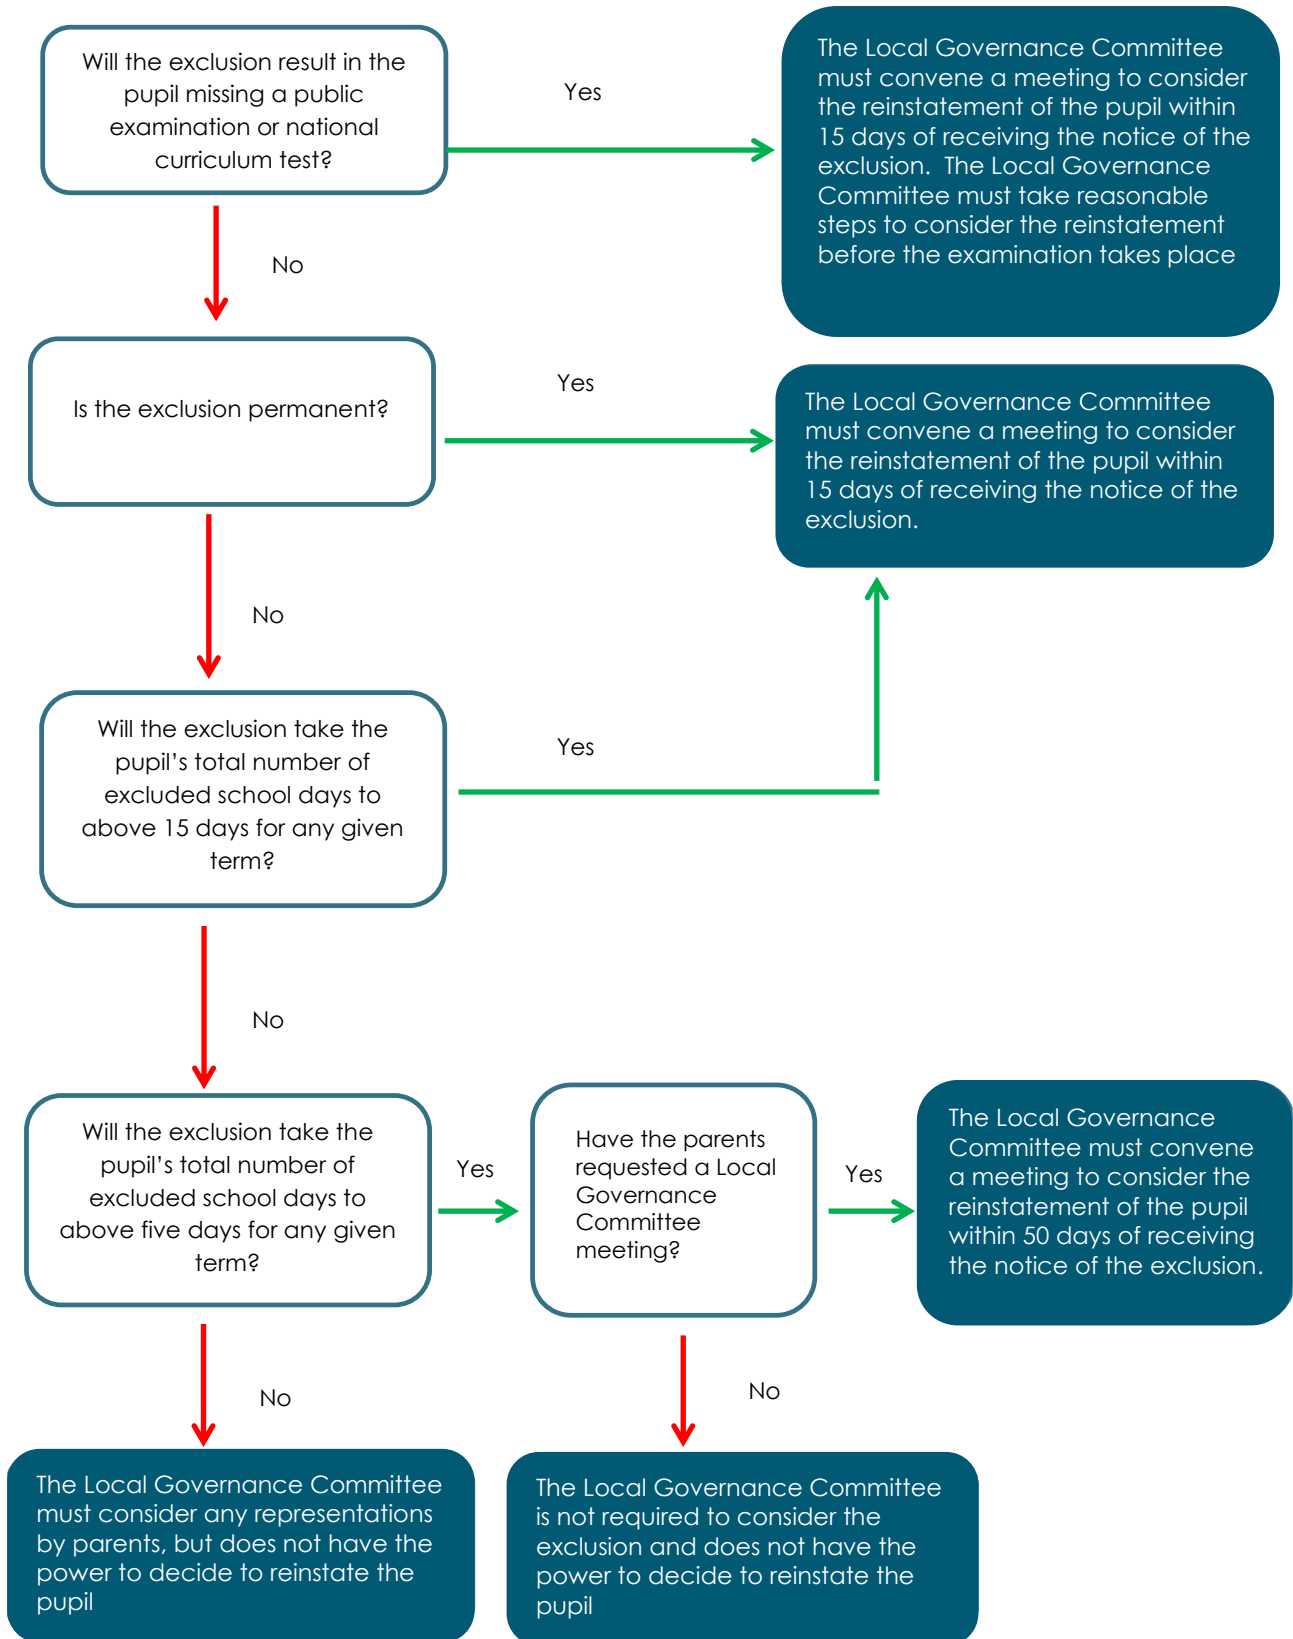 Will the exclusion result in the
pupil missing a public
examination or national
curriculum test?
Yes
The Local Governance Committee
must convene a meeting to consider
the reinstatement of the pupil within
15 days of receiving the notice of the
exclusion.  The Local Governance
Committee must take reasonable
steps to consider the reinstatement
before the examination takes place
No
Is the exclusion permanent?
Yes
The Local Governance Committee
must convene a meeting to consider
the reinstatement of the pupil within
15 days of receiving the notice of the
exclusion.
No
Will the exclusion take the
pupil’s total number of
excluded school days to
above 15 days for any given
term?
Yes
No
Will the exclusion take the
pupil’s total number of
excluded school days to
above five days for any given
term?
Yes
Have the parents
requested a Local
Governance
Committee
meeting?
Yes
The Local Governance
Committee must convene
a meeting to consider the
reinstatement of the pupil
within 50 days of receiving
the notice of the exclusion.
No
No
The Local Governance Committee
must consider any representations
by parents, but does not have the
power to decide to reinstate the
pupil
The Local Governance Committee
is not required to consider the
exclusion and does not have the
power to decide to reinstate the
pupil